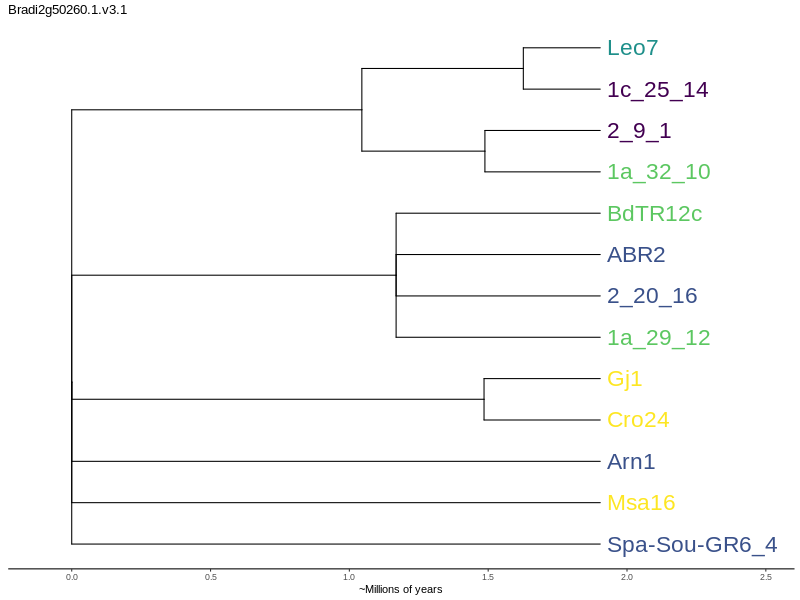 Bradi2g50260.1.v3.1
Leo7
1c_25_14
2_9_1
1a_32_10
BdTR12c
ABR2
2_20_16
1a_29_12
Gj1
Cro24
Arn1
Msa16
Spa-Sou-GR6_4
0.0 0.5 1.0 1.5 2.0 2.5
~Millions of years